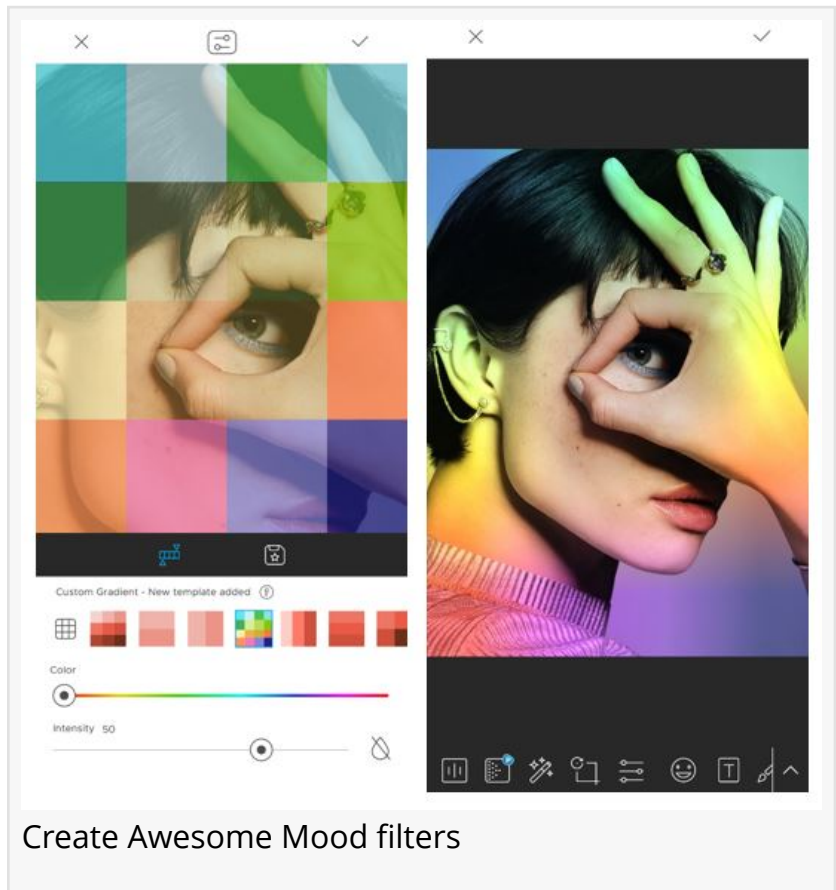 Custom Gradient - New template added
Color
Intensity 50
T
Create Awesome Mood filters